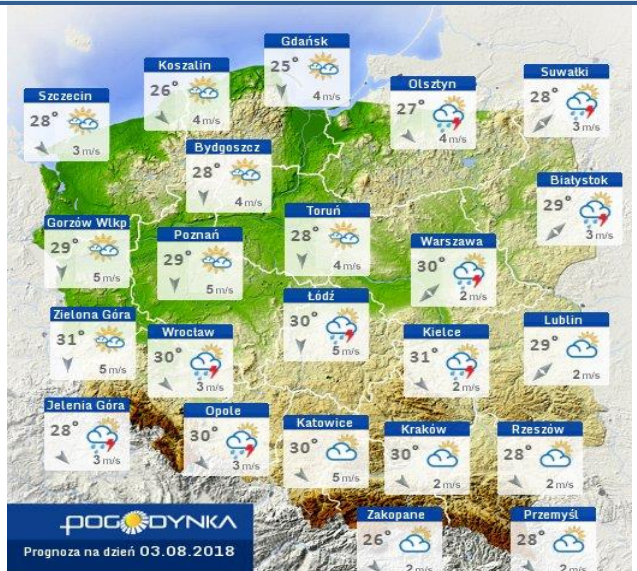 Gdańsk
25°
4 m/s
Koszalin
26°
4 m/s
Olsztyn
27°
4 m/s
Suwałki
28°
3 m/s
Szczecin
28°
3 m/s
Bydgoszcz
28°
4 m/s
Białystok
29°
3 m/s
Gorzów Wlkp
29°
5 m/s
Poznań
29°
5 m/s
Toruń
28°
4 m/s
Warszawa
30°
2 m/s
Zielona Góra
31°
5 m/s
Wrocław
30°
3 m/s
Łódź
30°
5 m/s
Kielce
31°
2 m/s
Lublin
29°
2 m/s
Jelenia Góra
28°
3 m/s
Opole
30°
3 m/s
Katowice
30°
5 m/s
Kraków
30°
2 m/s
Rzeszów
28°
2 m/s
Zakopane
26°
2 m/s
Przemyśl
28°
2 m/s
POGODYNKA
Prognoza na dzień 03.08.2018